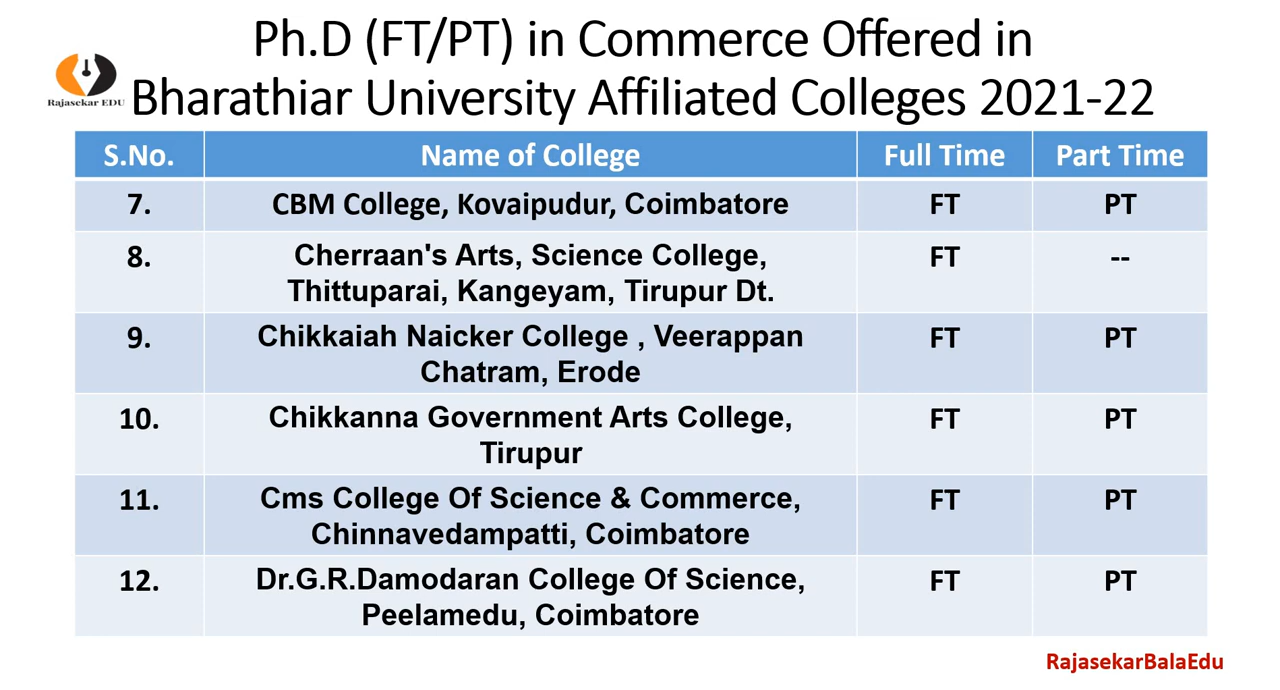 Ph.D (FT/PT) in Commerce Offered in
Rajasekar EDU
Bharathiar University Affiliated Colleges 2021-22
S.No. Name of College Full Time Part Time
7. CBM College, Kovaipudur, Coimbatore FT PT
8. Cherraan's Arts, Science College, FT --
Thittuparai, Kangeyam, Tirupur Dt.
9. Chikkaiah Naicker College , Veerappan FT PT
Chatram, Erode
10. Chikkanna Government Arts College, FT PT
Tirupur
11. Cms College Of Science & Commerce, FT PT
Chinnavedampatti, Coimbatore
12. Dr.G.R.Damodaran College Of Science, FT PT
Peelamedu, Coimbatore
RajasekarBalaEdu